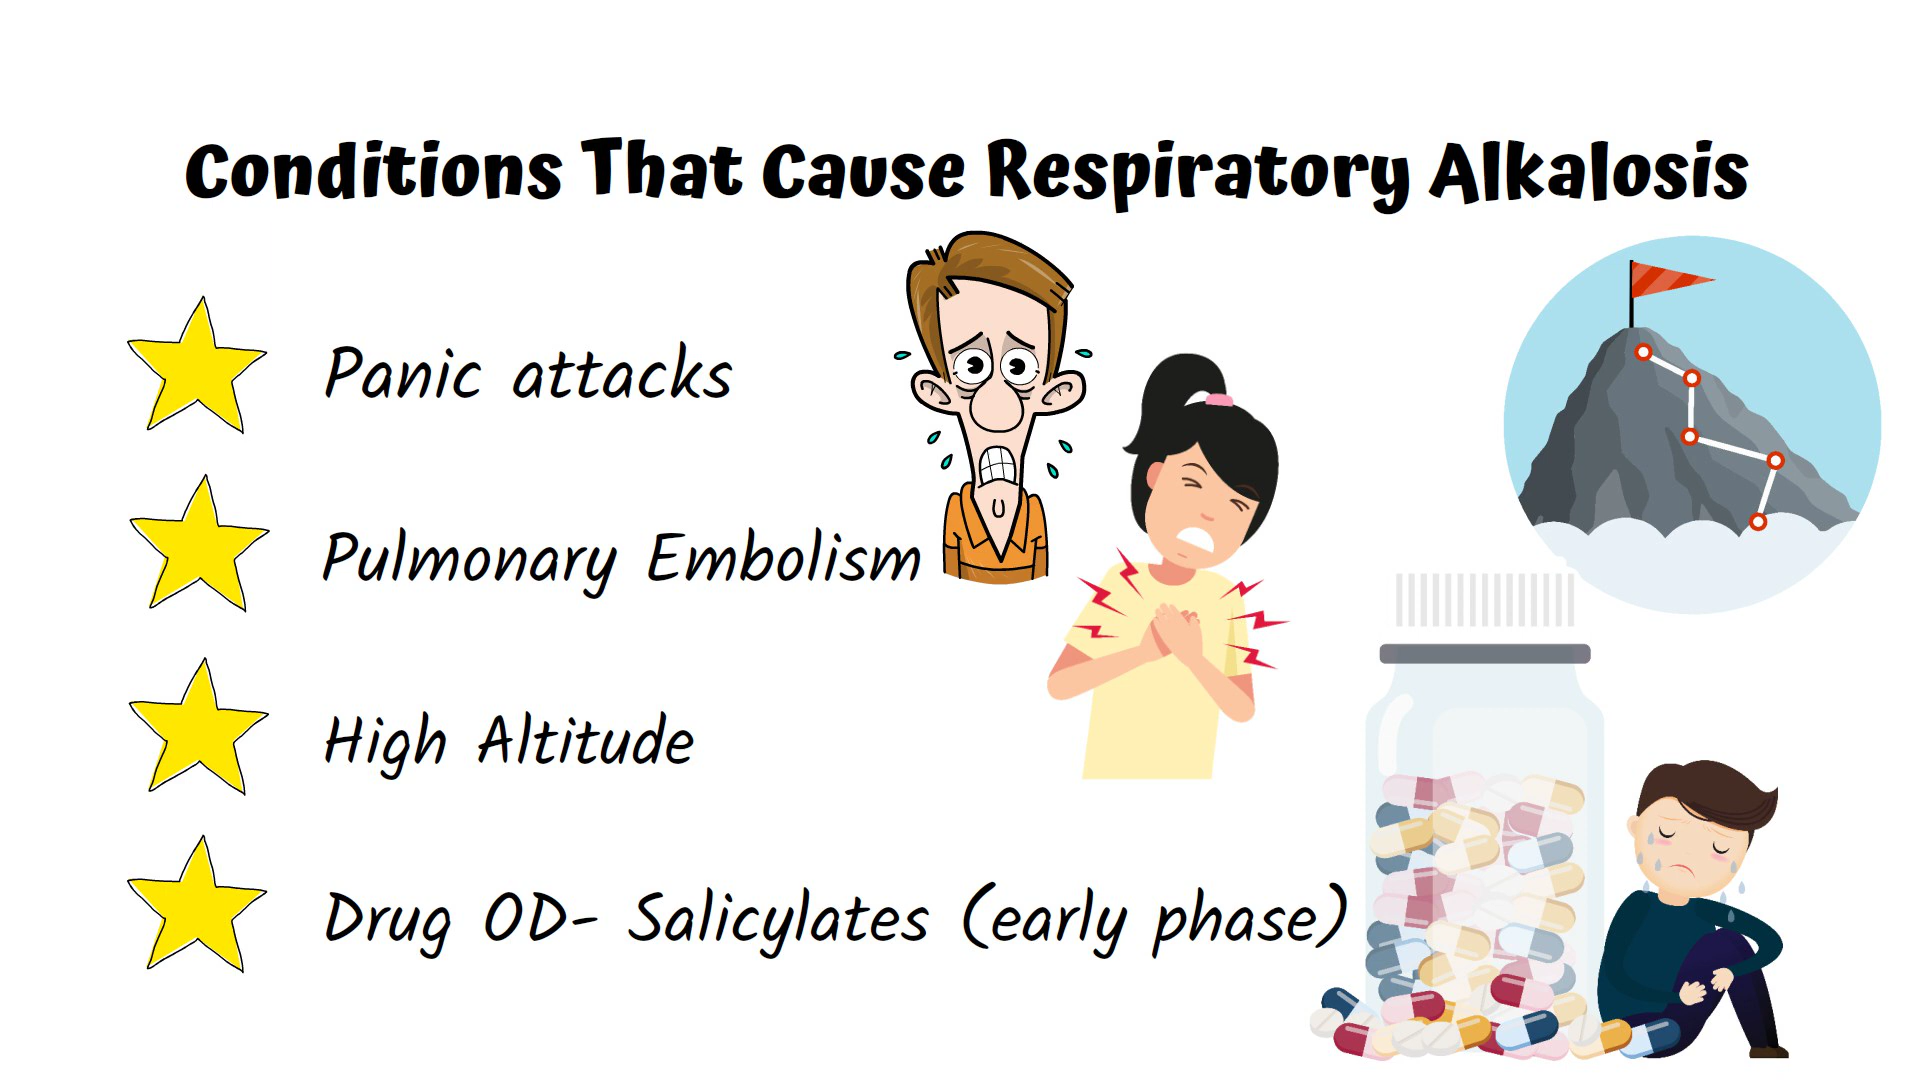 Conditions That Cause Respiratory Alkalosis
Panic attacks
Pulmonary Embolism
High Altitude
Drug OD- Salicylates (early phase)